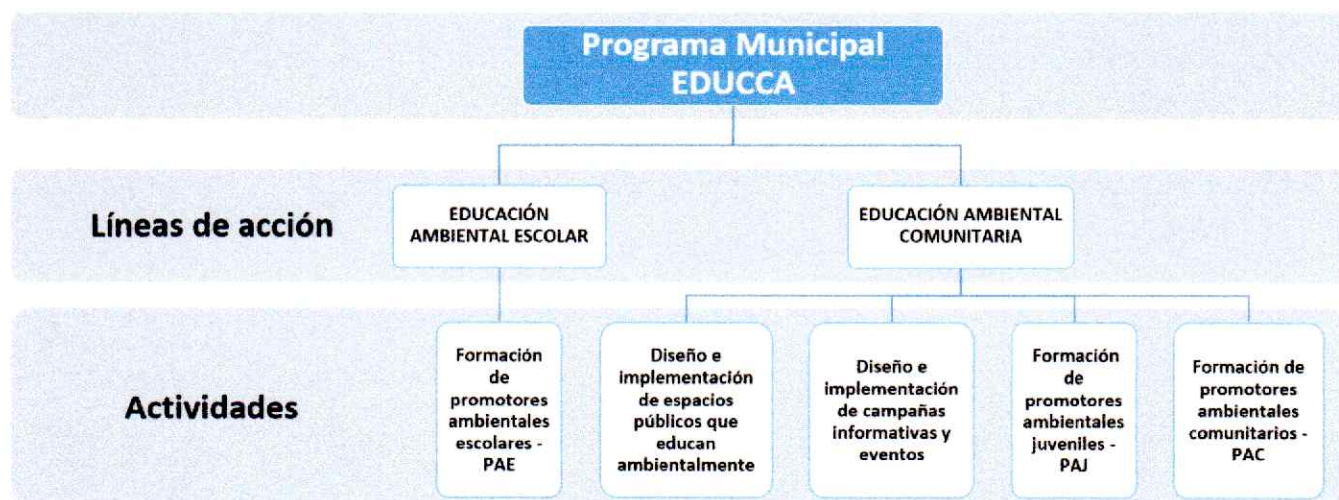 Programa Municipal
EDUCCA
Líneas de acción
EDUCACIÓN
AMBIENTAL ESCOLAR
EDUCACIÓN AMBIENTAL
COMUNITARIA
Actividades
Formación
de
promotores
ambientales
escolares -
PAE
Diseño e
implementación
de espacios
públicos que
educan
ambientalmente
Diseño e
implementación
de campañas
informativas y
eventos
Formación
de
promotores
ambientales
juveniles -
PAJ
Formación de
promotores
ambientales
comunitarios -
PAC